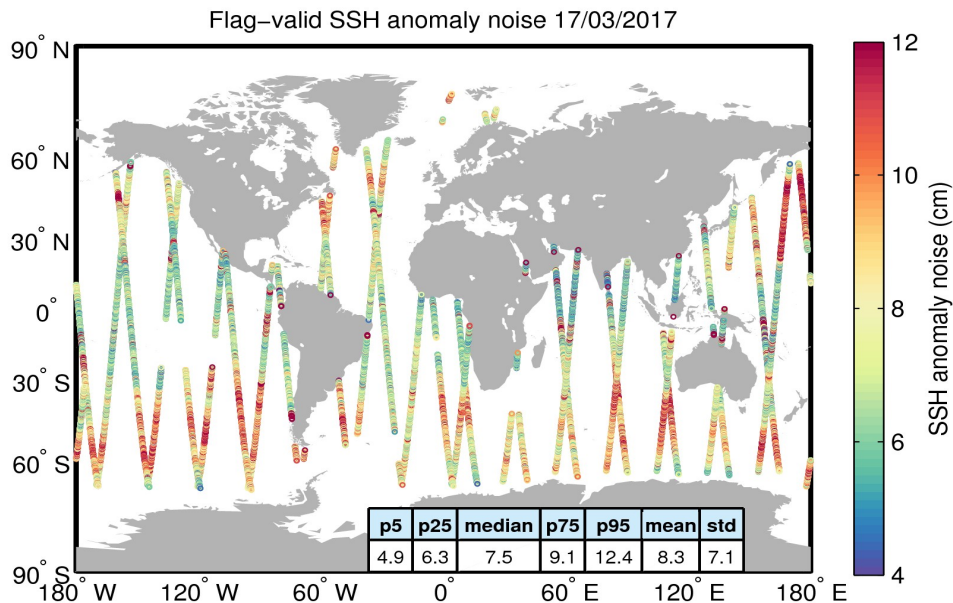 Flag−valid SSH anomaly noise 17/03/2017
90° N
60° N
30° N
0°
30° S
60° S
90° S
180° W 120° W 60° W 0° 60° E 120° E 180° E
p5 p25 median p75 p95 mean std
4.9 6.3 7.5 9.1 12.4 8.3 7.1
12
10
8
6
4
SSH anomaly noise (cm)